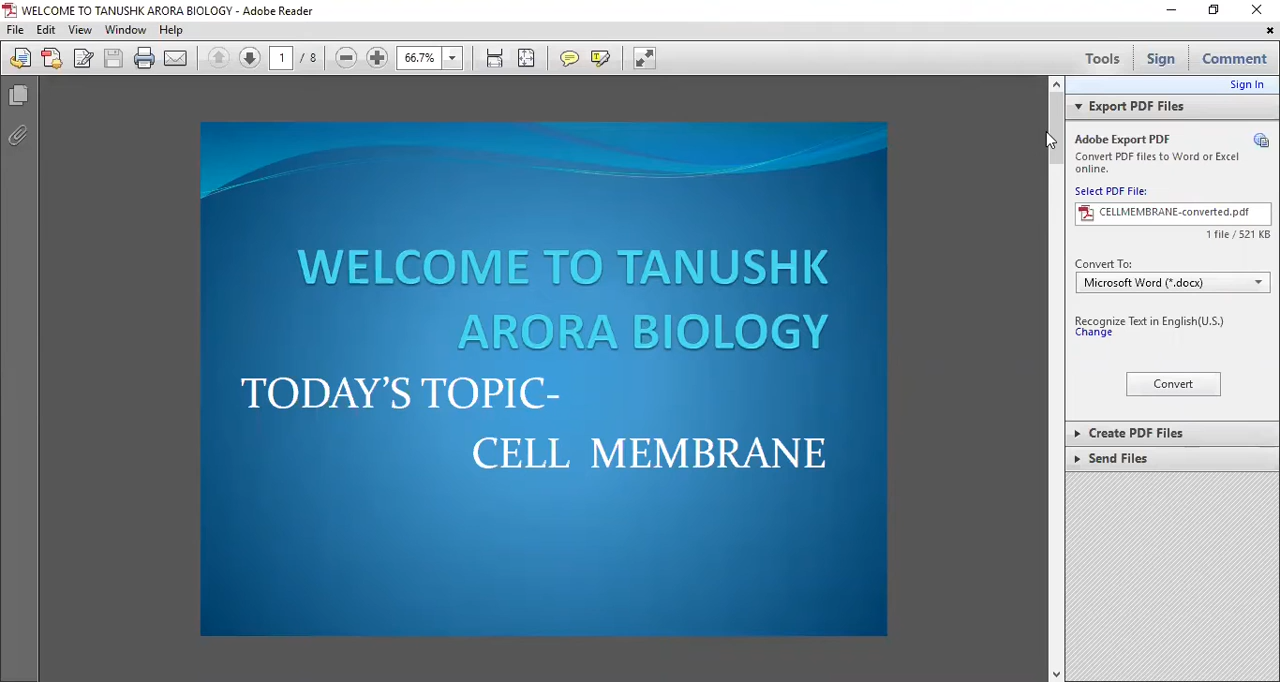 WELCOME TO TANUSHK ARORA BIOLOGY - Adobe Reader
File Edit View Window Help
1 / 8 66.7% Tools Sign Comment
Sign In
Export PDF Files
Adobe Export PDF
Convert PDF files to Word or Excel
online.
Select PDF File:
CELLMEMBRANE-converted.pdf
1 file / 521 KB
Convert To:
Microsoft Word (*.docx)
Recognize Text in English(U.S.)
Change
Convert
Create PDF Files
Send Files
WELCOME TO TANUSHK
ARORA BIOLOGY
TODAY’S TOPIC-
CELL MEMBRANE